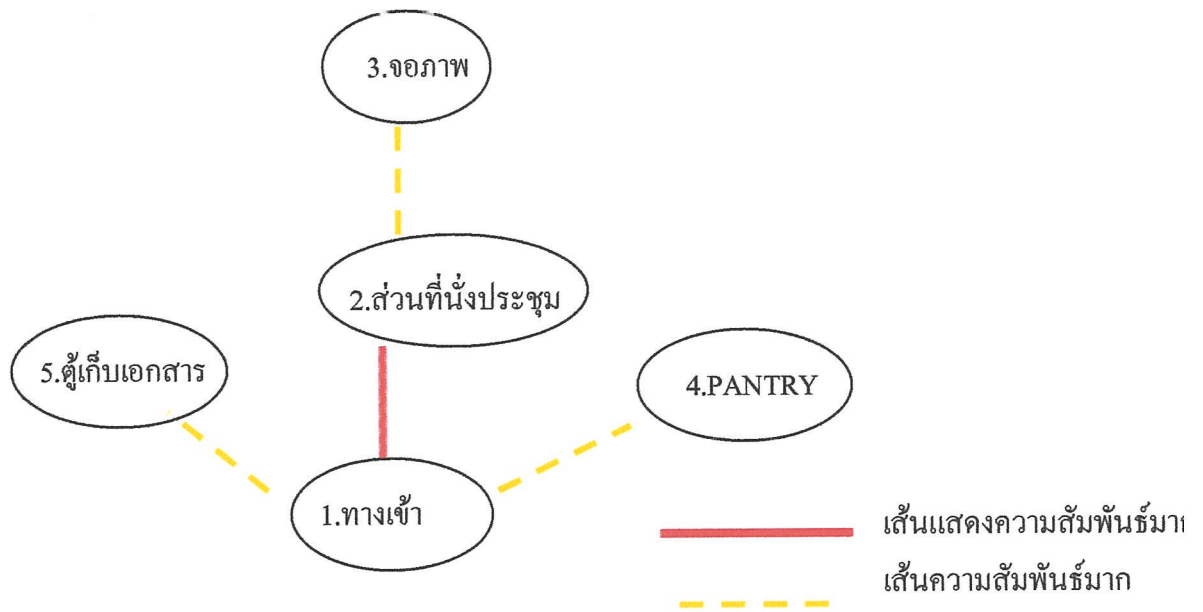 3.จอภาพ
2.ส่วนที่นั่งประชุม
5.ตู้เก็บเอกสาร
4.PANTRY
1.ทางเข้า
เส้นแสดงความสัมพันธ์มาก
เส้นความสัมพันธ์มาก